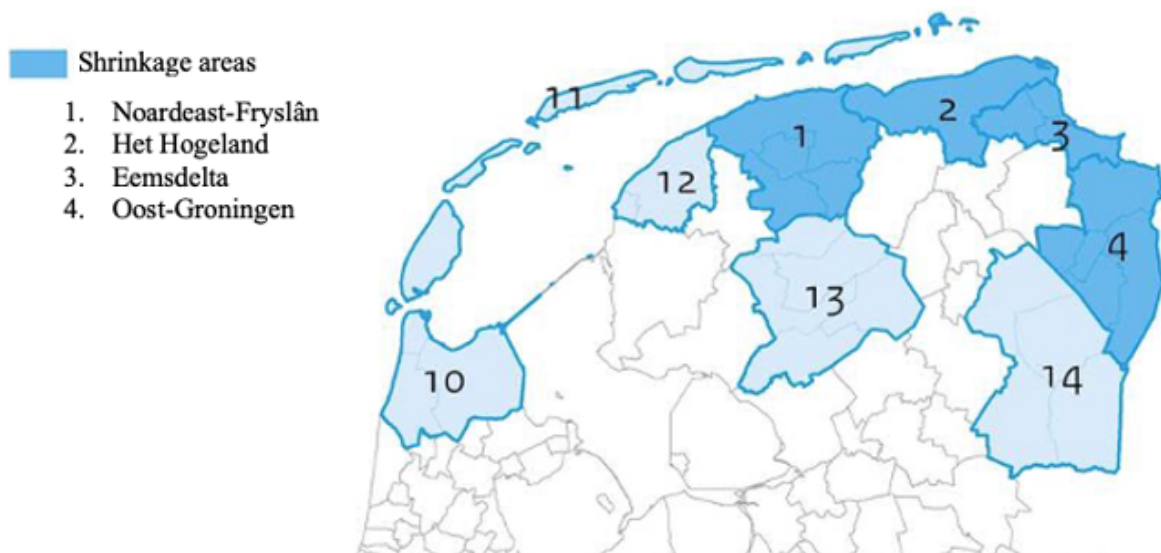 Shrinkage areas
1. Noardeast-Fryslân
2. Het Hogeland
3. Eemsdelta
4. Oost-Groningen
11
2
1
3
12
4
13
10
14